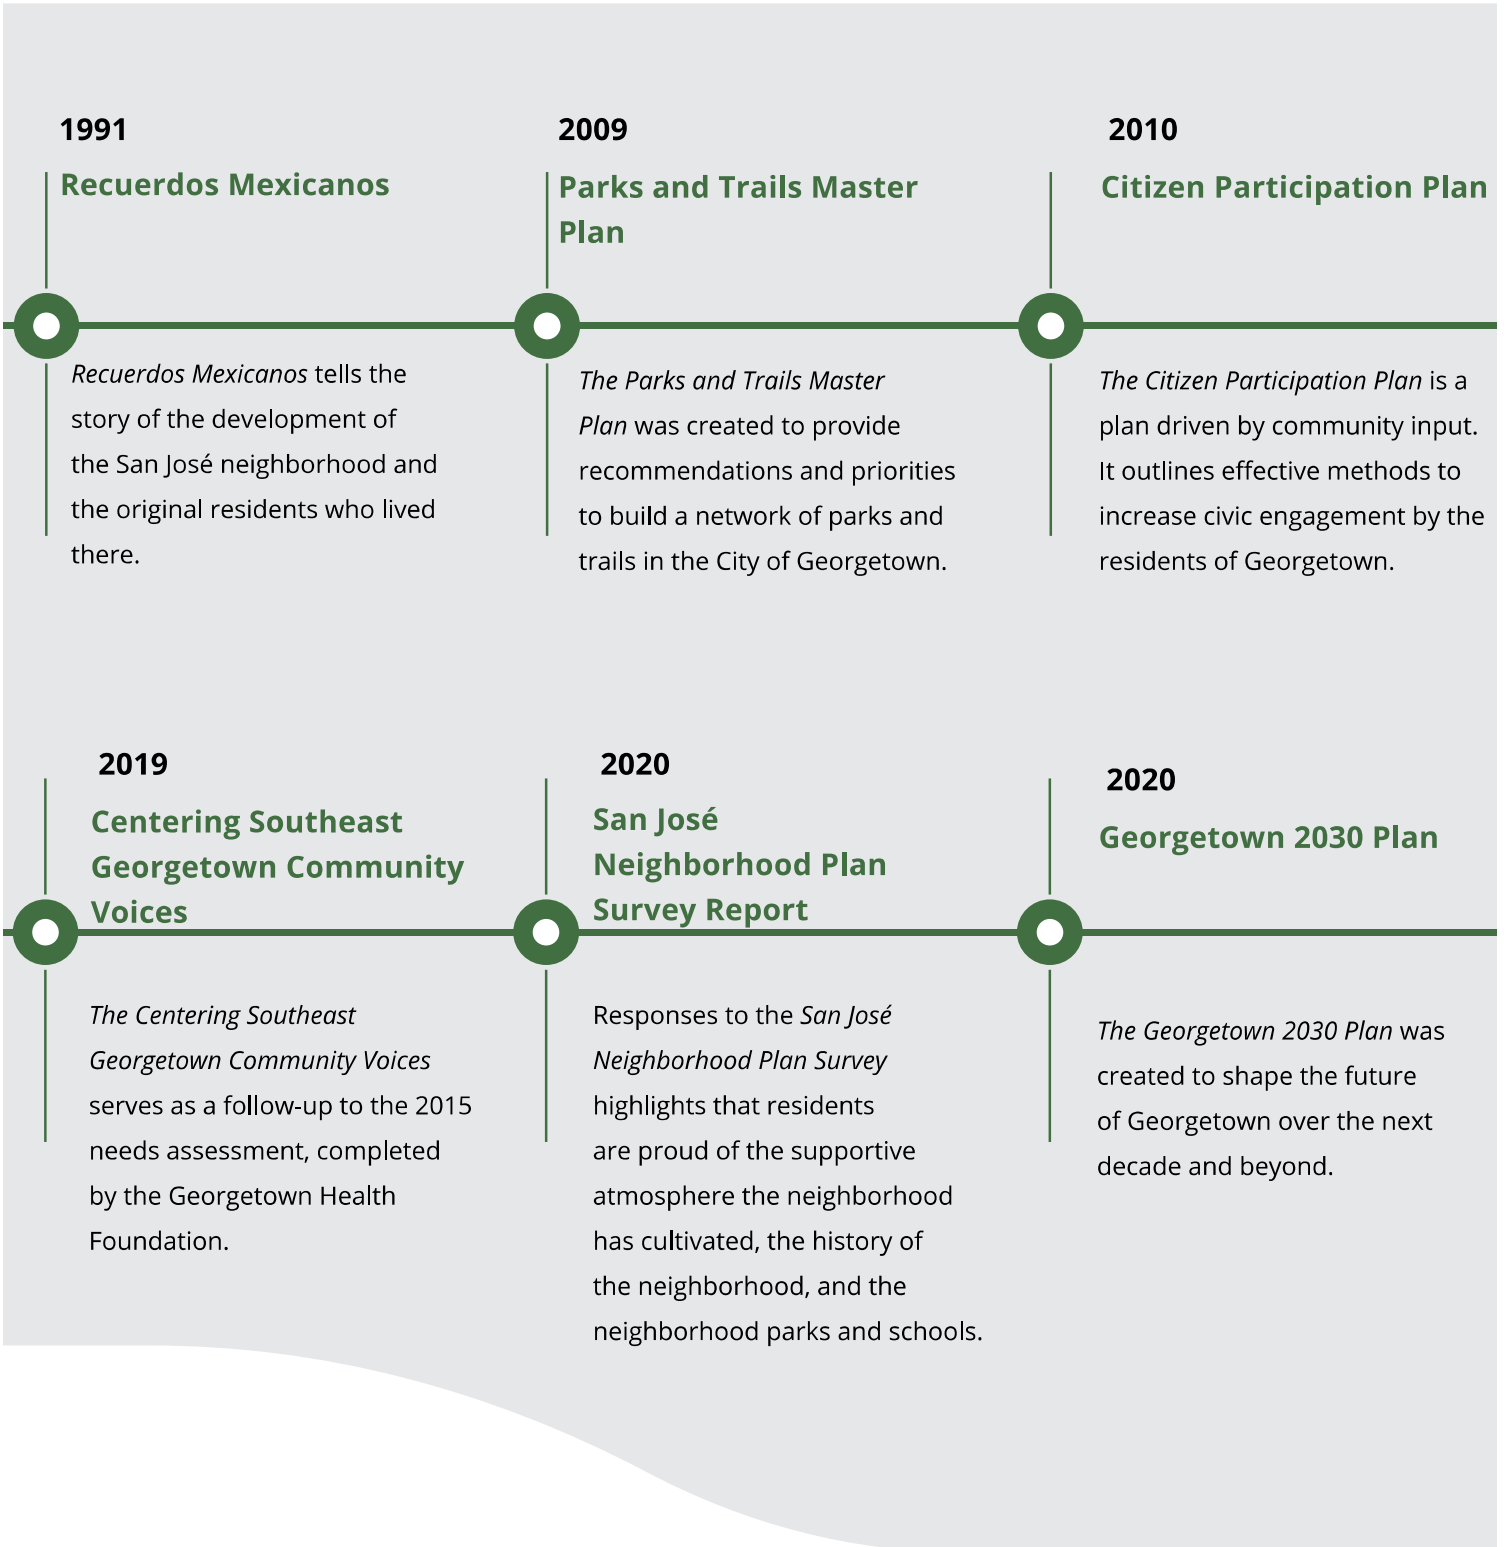 1991
Recuerdos Mexicanos
Recuerdos Mexicanos tells the
story of the development of
the San José neighborhood and
the original residents who lived
there.
2009
Parks and Trails Master
Plan
The Parks and Trails Master
Plan was created to provide
recommendations and priorities
to build a network of parks and
trails in the City of Georgetown.
2010
Citizen Participation Plan
The Citizen Participation Plan is a
plan driven by community input.
It outlines effective methods to
increase civic engagement by the
residents of Georgetown.
2019
Centering Southeast
Georgetown Community
Voices
The Centering Southeast
Georgetown Community Voices
serves as a follow-up to the 2015
needs assessment, completed
by the Georgetown Health
Foundation.
2020
San José
Neighborhood Plan
Survey Report
Responses to the San José
Neighborhood Plan Survey
highlights that residents
are proud of the supportive
atmosphere the neighborhood
has cultivated, the history of
the neighborhood, and the
neighborhood parks and schools.
2020
Georgetown 2030 Plan
The Georgetown 2030 Plan was
created to shape the future
of Georgetown over the next
decade and beyond.